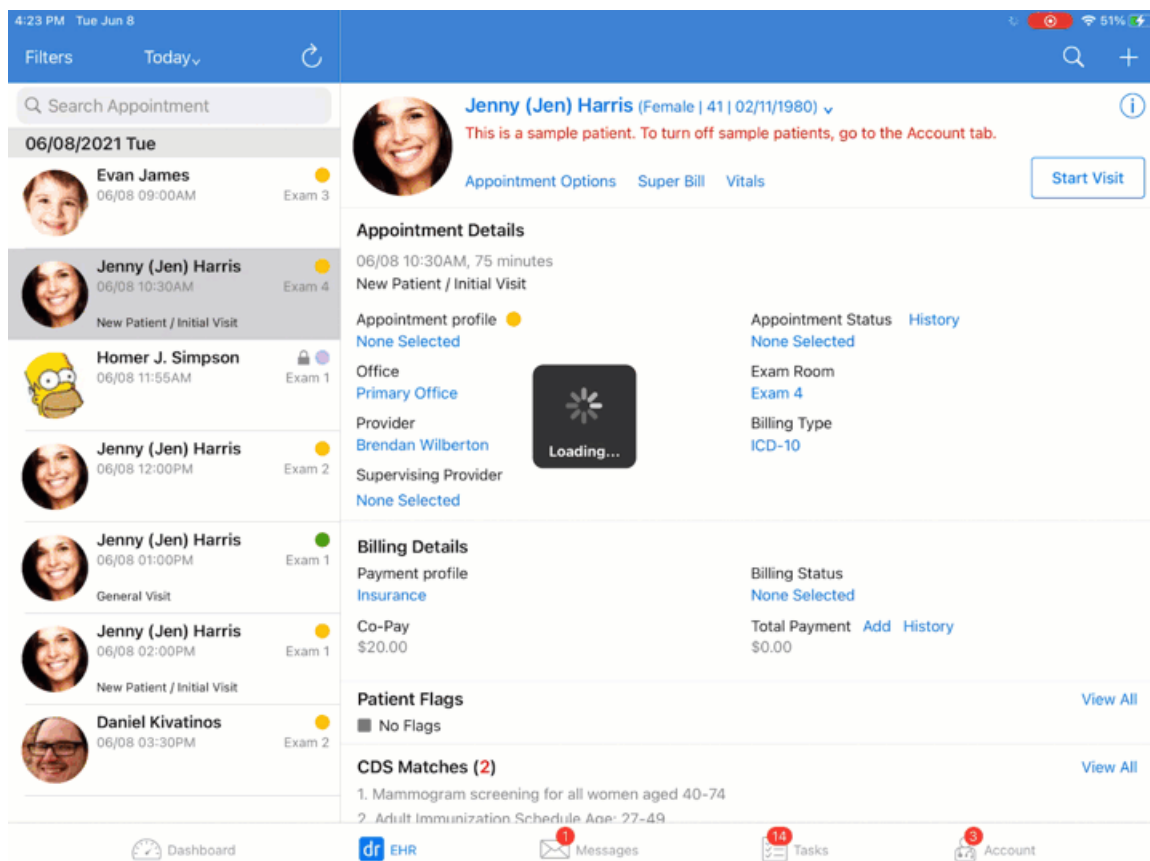 4:23 PM Tue Jun 8
51%
Filters
Today
Search Appointment
06/08/2021 Tue
Evan James
06/08 09:00AM
Exam 3
Jenny (Jen) Harris
06/08 10:30AM
Exam 4
New Patient / Initial Visit
Homer J. Simpson
06/08 11:55AM
Exam 1
Jenny (Jen) Harris
06/08 12:00PM
Exam 2
Jenny (Jen) Harris
06/08 01:00PM
Exam 1
General Visit
Jenny (Jen) Harris
06/08 02:00PM
Exam 1
New Patient / Initial Visit
Daniel Kivatinos
06/08 03:30PM
Exam 2
Jenny (Jen) Harris (Female | 41 | 02/11/1980)
This is a sample patient. To turn off sample patients, go to the Account tab.
Appointment Options Super Bill Vitals
Start Visit
Appointment Details
06/08 10:30AM, 75 minutes
New Patient / Initial Visit
Appointment profile
None Selected
Appointment Status History
None Selected
Office
Primary Office
Exam Room
Exam 4
Provider
Brendan Wilberton
Billing Type
ICD-10
Supervising Provider
None Selected
Loading...
Billing Details
Payment profile
Insurance
Billing Status
None Selected
Co-Pay
$20.00
Total Payment Add History
$0.00
Patient Flags
View All
No Flags
CDS Matches (2)
View All
1. Mammogram screening for all women aged 40-74
2. Adult Immunization Schedule Age: 27-49
Dashboard
dr EHR
1
Messages
14
Tasks
3
Account